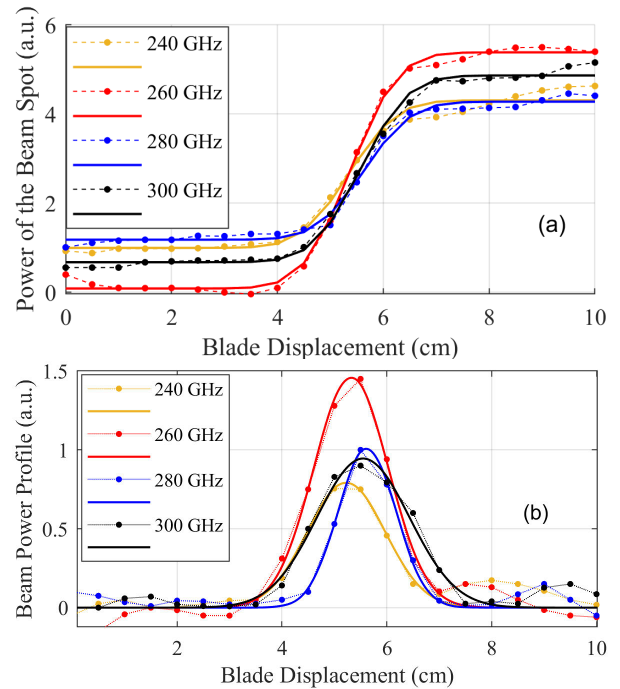 Power of the Beam Spot (a.u.)
6
4
2
0
240 GHz
260 GHz
280 GHz
300 GHz
(a)
0 2 4 6 8 10
Blade Displacement (cm)
Beam Power Profile (a.u.)
1.5
1
0.5
0
240 GHz
260 GHz
280 GHz
300 GHz
(b)
2 4 6 8 10
Blade Displacement (cm)